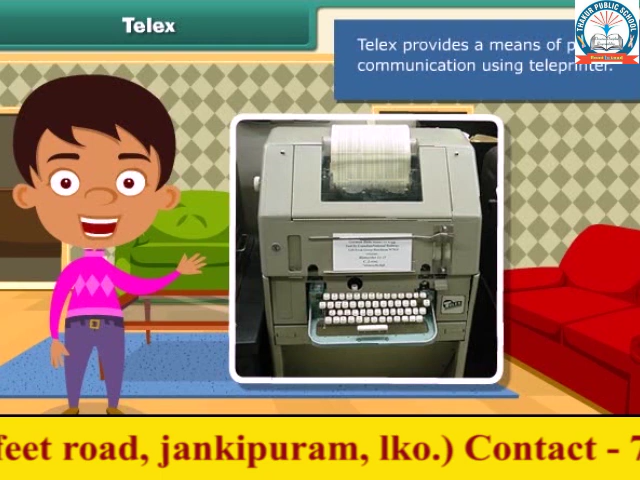 Telex
THAKUR PUBLIC SCHOOL
Telex provides a means of p
communication using teleprinter.
feet road, jankipuram, lko.) Contact - 7